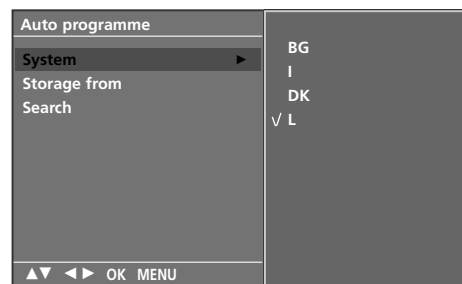 Auto programme
System ►
Storage from
Search
BG
I
DK
√ L
▲▼ ◄► OK MENU